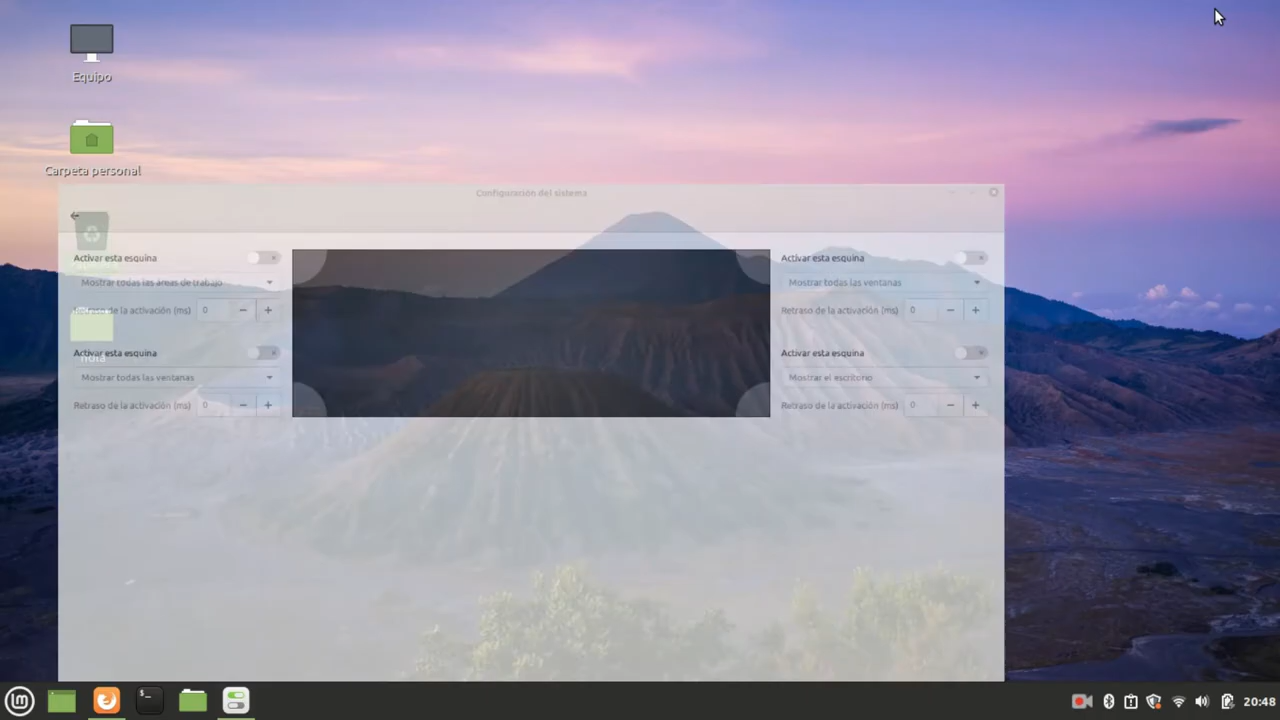 Equipo
Carpeta personal
Configuración del sistema
Activar esta esquina
Mostrar todas las áreas de trabajo
Retraso de la activación (ms) 0 − +
Activar esta esquina
Mostrar todas las ventanas
Retraso de la activación (ms) 0 − +
Activar esta esquina
Mostrar todas las ventanas
Retraso de la activación (ms) 0 − +
Activar esta esquina
Mostrar el escritorio
Retraso de la activación (ms) 0 − +
$_
20:48